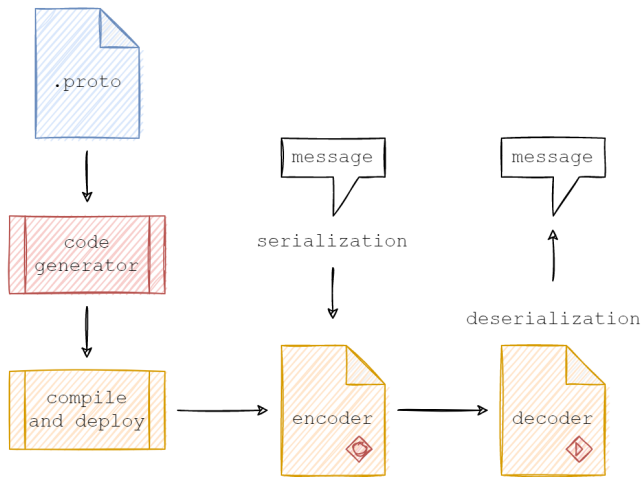 .proto
message
message
code
generator
serialization
deserialization
compile
and deploy
encoder
decoder